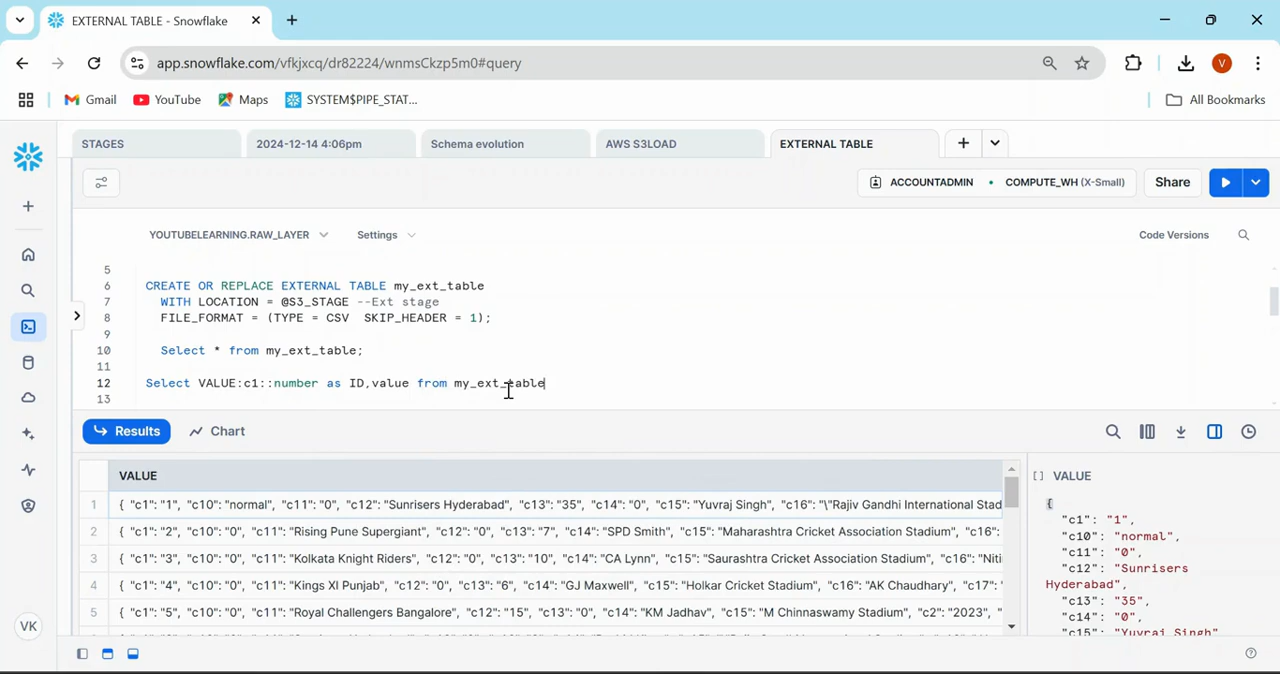 EXTERNAL TABLE - Snowflake
app.snowflake.com/vfkjxcq/dr82224/wnmsCkzp5m0#query
V
Gmail YouTube Maps SYSTEM$PIPE_STAT... All Bookmarks
STAGES 2024-12-14 4:06pm Schema evolution AWS S3LOAD EXTERNAL TABLE
ACCOUNTADMIN • COMPUTE_WH (X-Small) Share
YOUTUBELEARNING.RAW_LAYER Settings Code Versions
5
6 CREATE OR REPLACE EXTERNAL TABLE my_ext_table
7 WITH LOCATION = @S3_STAGE --Ext stage
8 FILE_FORMAT = (TYPE = CSV SKIP_HEADER = 1);
9
10 Select * from my_ext_table;
11
12 Select VALUE:c1::number as ID,value from my_ext_table
13
Results Chart
VALUE
1 { "c1": "1", "c10": "normal", "c11": "0", "c12": "Sunrisers Hyderabad", "c13": "35", "c14": "0", "c15": "Yuvraj Singh", "c16": "\"Rajiv Gandhi International Stad
2 { "c1": "2", "c10": "0", "c11": "Rising Pune Supergiant", "c12": "0", "c13": "7", "c14": "SPD Smith", "c15": "Maharashtra Cricket Association Stadium", "c16":
3 { "c1": "3", "c10": "0", "c11": "Kolkata Knight Riders", "c12": "0", "c13": "10", "c14": "CA Lynn", "c15": "Saurashtra Cricket Association Stadium", "c16": "Niti
4 { "c1": "4", "c10": "0", "c11": "Kings XI Punjab", "c12": "0", "c13": "6", "c14": "GJ Maxwell", "c15": "Holkar Cricket Stadium", "c16": "AK Chaudhary", "c17": "
5 { "c1": "5", "c10": "0", "c11": "Royal Challengers Bangalore", "c12": "15", "c13": "0", "c14": "KM Jadhav", "c15": "M Chinnaswamy Stadium", "c2": "2023", "
[] VALUE
{
"c1": "1",
"c10": "normal",
"c11": "0",
"c12": "Sunrisers
Hyderabad",
"c13": "35",
"c14": "0",
"c15": "Yuvraj Singh"
VK